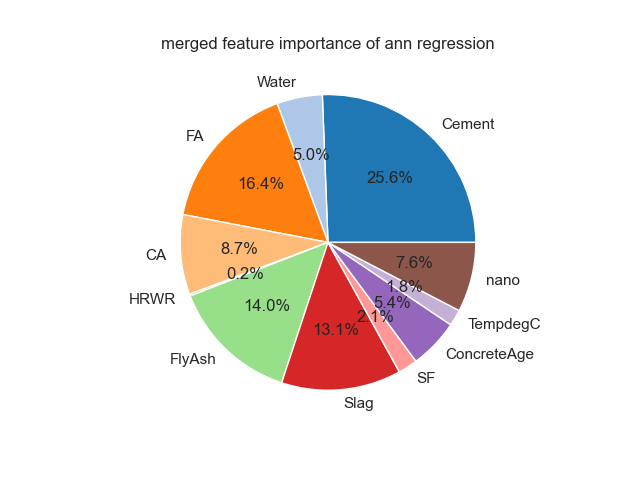 merged feature importance of ann regression
Water
Cement
FA
5.0%
25.6%
16.4%
CA
8.7%
0.2%
HRWR
7.6%
nano
1.8%
14.0%
5.4%
2.1%
13.1%
TempdegC
FlyAsh
ConcreteAge
SF
Slag